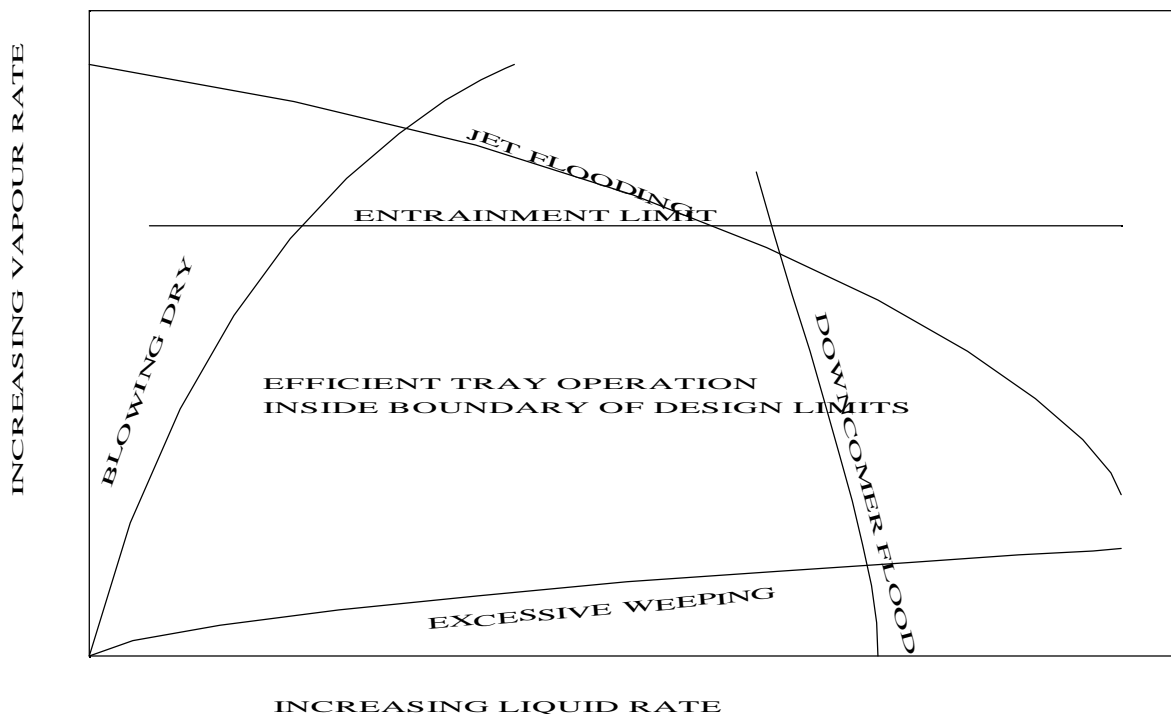 INCREASING VAPOUR RATE
JET FLOODING
ENTRAINMENT LIMIT
BLOWING DRY
DOWNCOMER FLOOD
EFFICIENT TRAY OPERATION
INSIDE BOUNDARY OF DESIGN LIMITS
EXCESSIVE WEEPING
INCREASING LIQUID RATE